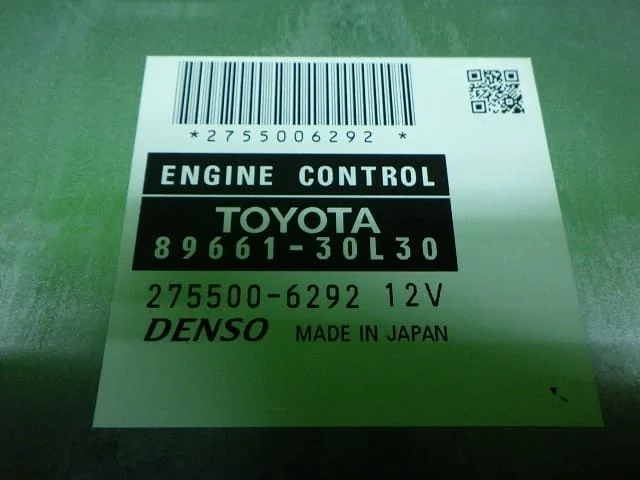 *2755006292 *
ENGINE CONTROL
TOYOTA
89661-30L30
275500-6292 12V
DENSO MADE IN JAPAN